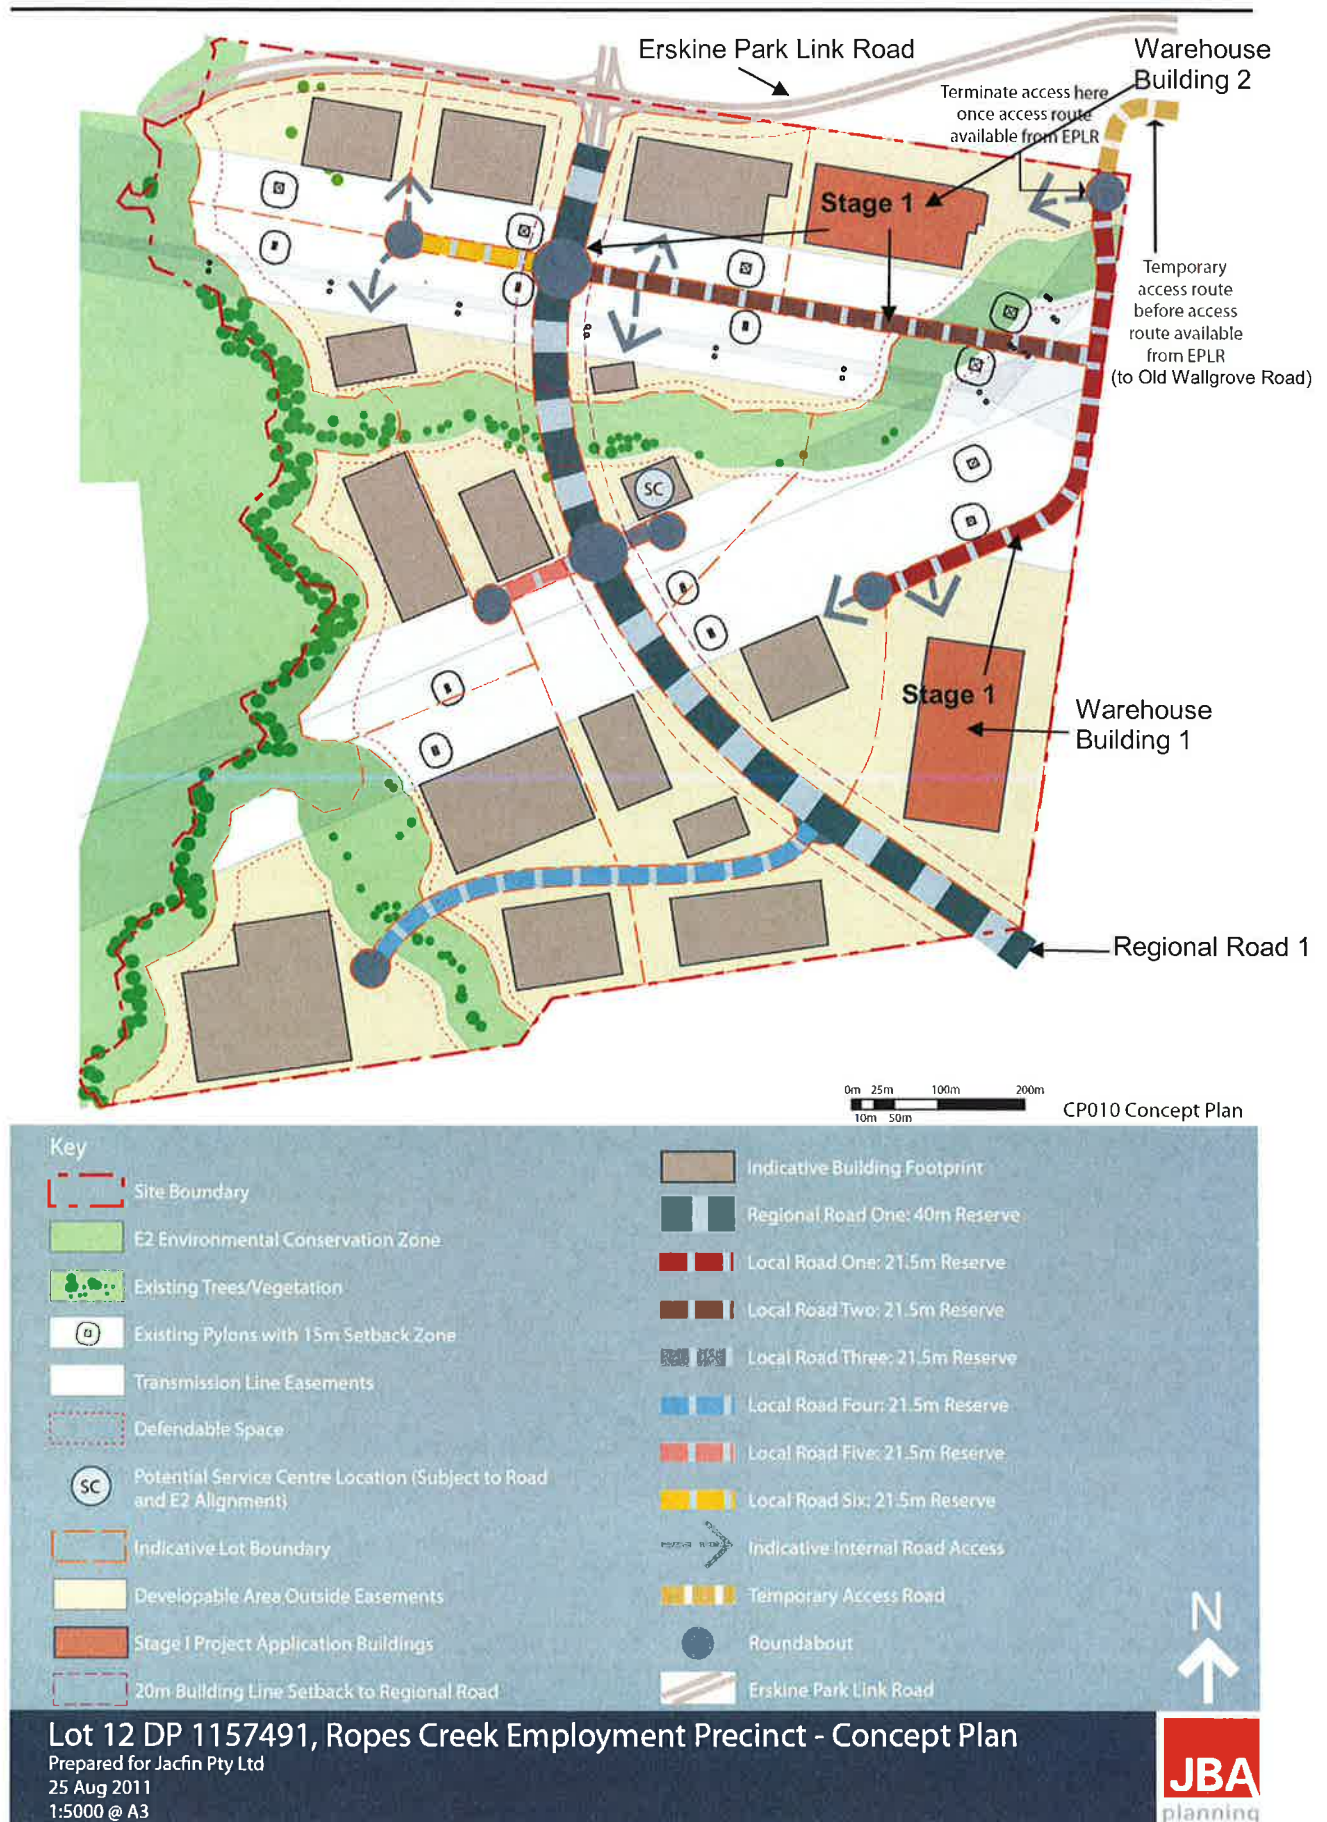 Erskine Park Link Road
Warehouse
Building 2
Terminate access here
once access route
available from EPLR
Stage 1
Temporary
access route
before access
route available
from EPLR
(to Old Wallgrove Road)
SC
Stage 1
Warehouse
Building 1
Regional Road 1
0m 25m 100m 200m
10m 50m
CP010 Concept Plan
Key
Site Boundary
E2 Environmental Conservation Zone
Existing Trees/Vegetation
Existing Pylons with 15m Setback Zone
Transmission Line Easements
Defendable Space
SC
Potential Service Centre Location (Subject to Road
and E2 Alignment)
Indicative Lot Boundary
Developable Area Outside Easements
Stage I Project Application Buildings
20m Building Line Setback to Regional Road
Indicative Building Footprint
Regional Road One: 40m Reserve
Local Road One: 21.5m Reserve
Local Road Two: 21.5m Reserve
Local Road Three: 21.5m Reserve
Local Road Four: 21.5m Reserve
Local Road Five: 21.5m Reserve
Local Road Six: 21.5m Reserve
Indicative Internal Road Access
Temporary Access Road
Roundabout
Erskine Park Link Road
N
Lot 12 DP 1157491, Ropes Creek Employment Precinct - Concept Plan
Prepared for Jacfin Pty Ltd
25 Aug 2011
1:5000 @ A3
JBA
planning